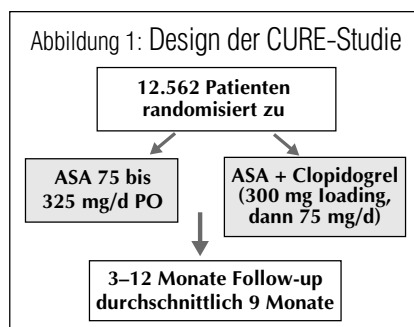 Abbildung 1: Design der CURE-Studie
12.562 Patienten
randomisiert zu
ASA 75 bis
325 mg/d PO
ASA + Clopidogrel
(300 mg loading,
dann 75 mg/d)
3–12 Monate Follow-up
durchschnittlich 9 Monate